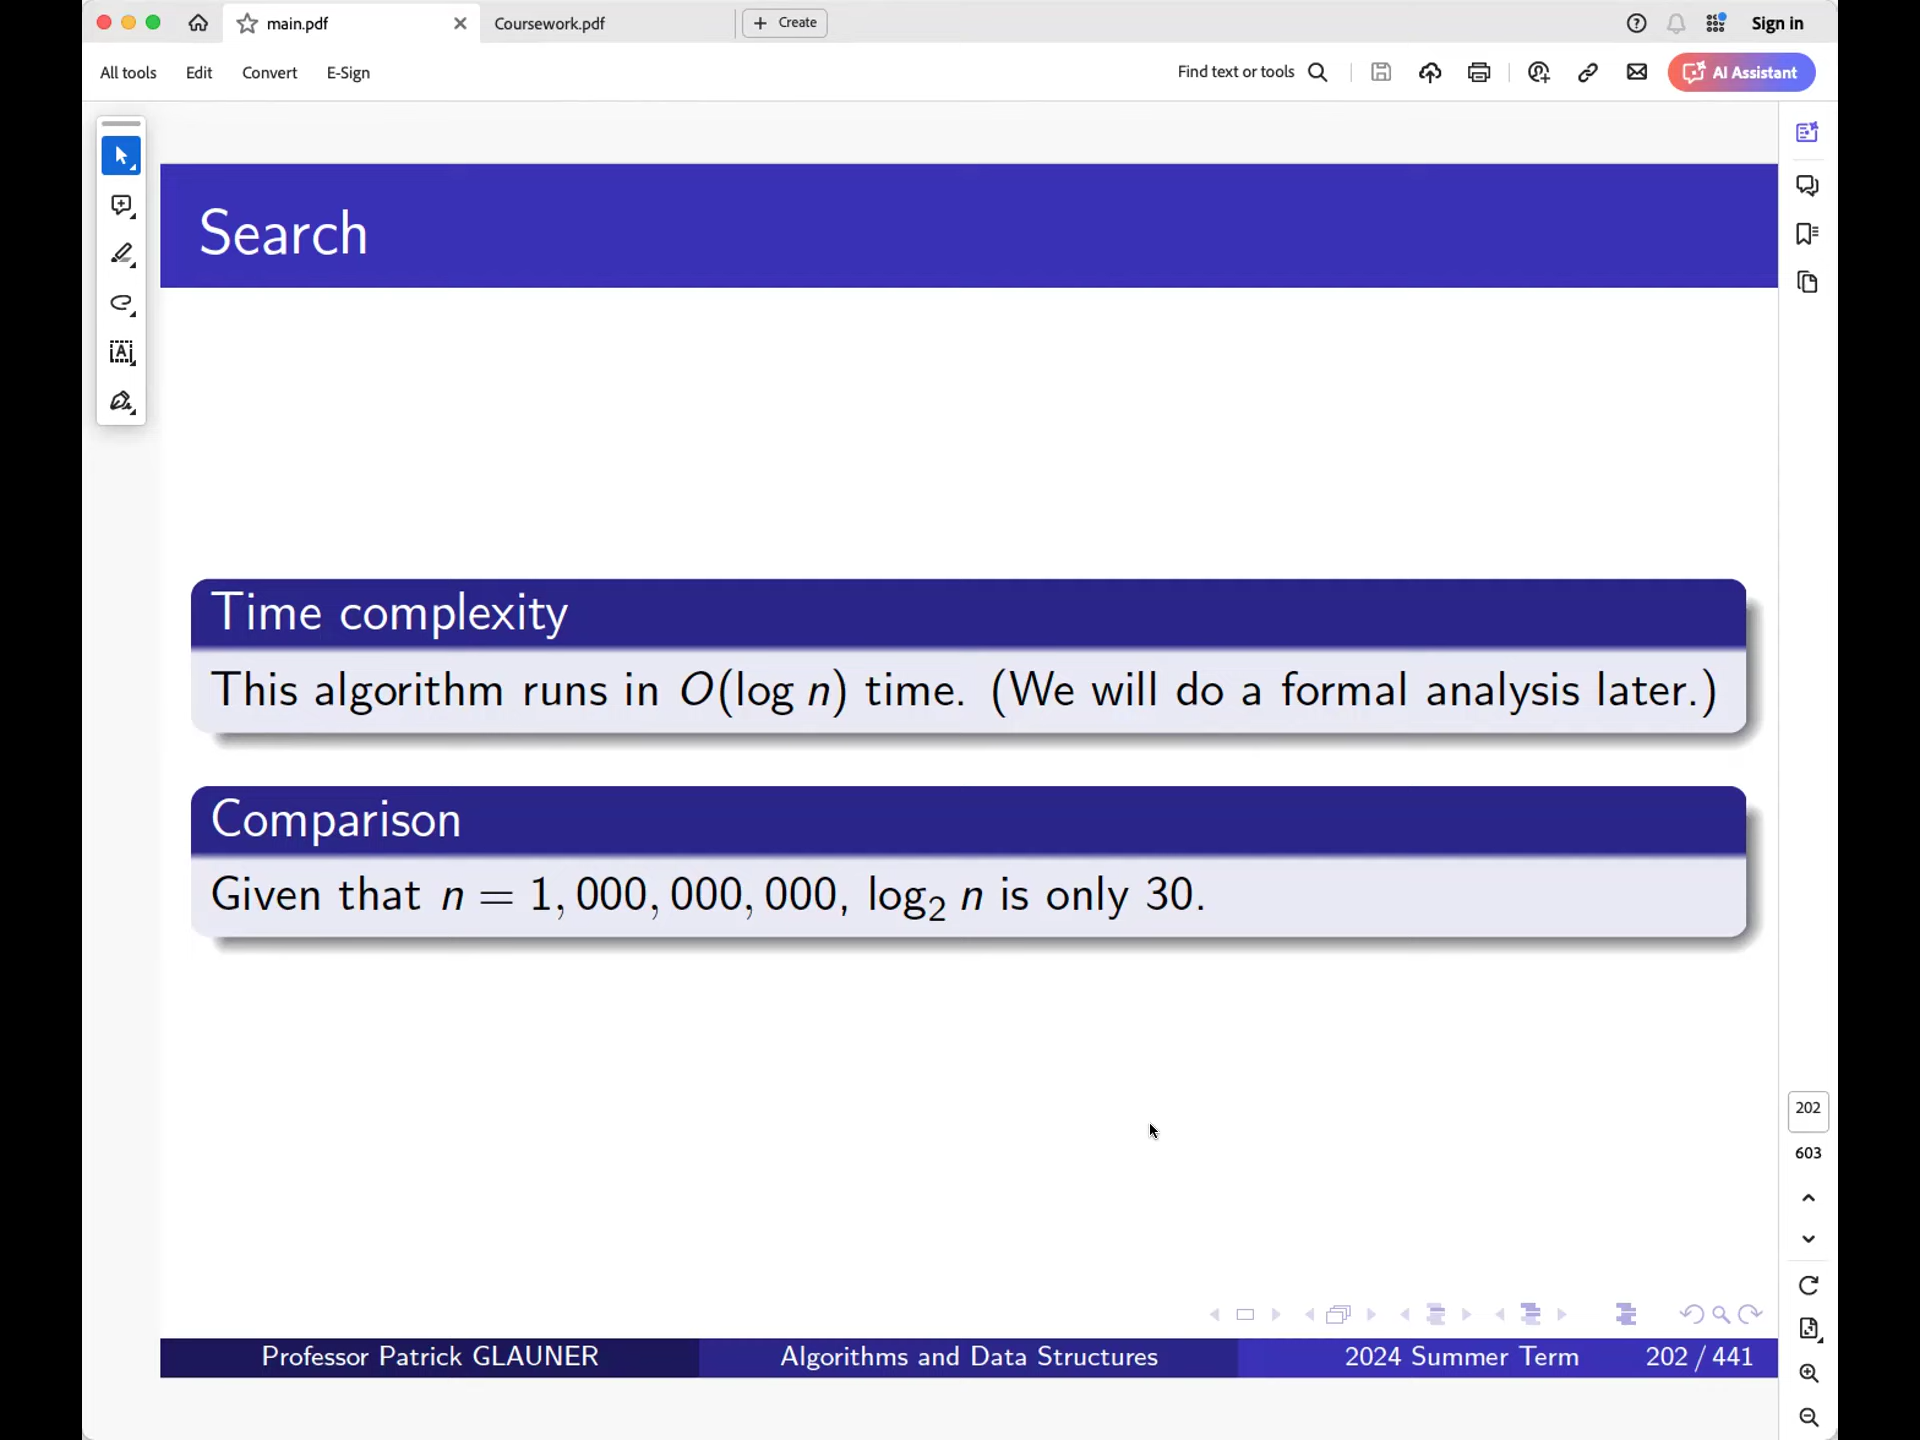 main.pdf
Coursework.pdf
Create
Sign in
All tools
Edit
Convert
E-Sign
Find text or tools
AI Assistant
Search
Time complexity
This algorithm runs in O(log n) time. (We will do a formal analysis later.)
Comparison
Given that n = 1,000,000,000, log₂ n is only 30.
202
603
Professor Patrick GLAUNER
Algorithms and Data Structures
2024 Summer Term
202 / 441